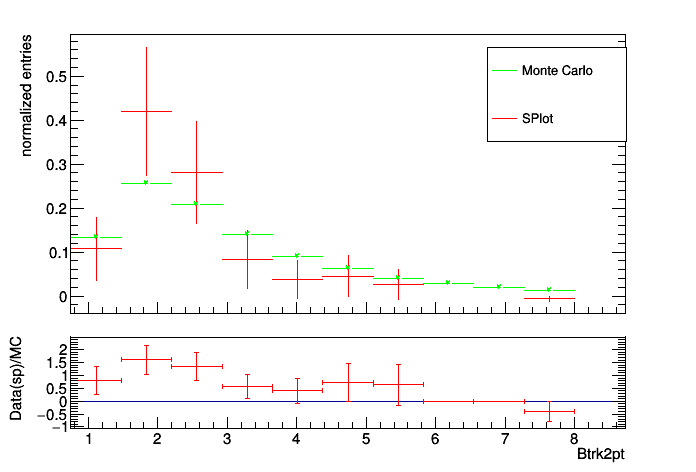 normalized entries
0.5
0.4
0.3
0.2
0.1
0
Monte Carlo
SPlot
Data(sp)/MC
2
1.5
1
0.5
0
−0.5
−1
1 2 3 4 5 6 7 8
Btrk2pt